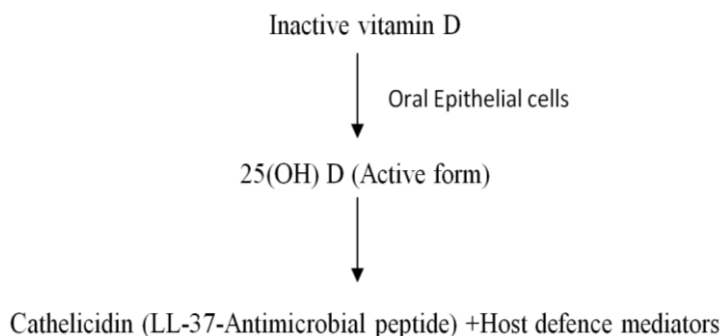 Inactive vitamin D
Oral Epithelial cells
25(OH) D (Active form)
Cathelicidin (LL-37-Antimicrobial peptide) +Host defence mediators